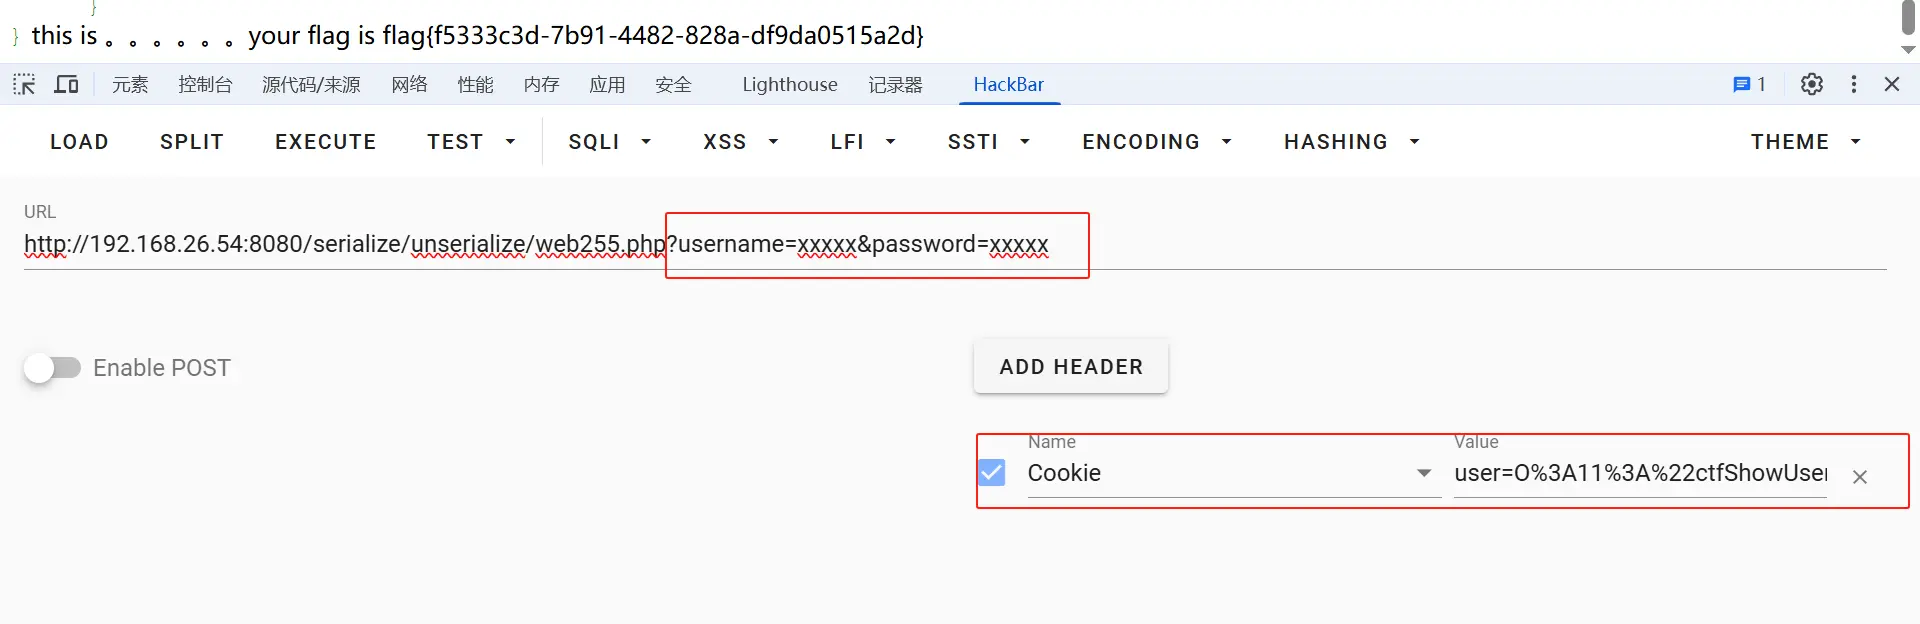 }
} this is 。。。。。。your flag is flag{f5333c3d-7b91-4482-828a-df9da0515a2d}
元素 控制台 源代码/来源 网络 性能 内存 应用 安全 Lighthouse 记录器 HackBar 1
LOAD SPLIT EXECUTE TEST SQLI XSS LFI SSTI ENCODING HASHING THEME
URL
http://192.168.26.54:8080/serialize/unserialize/web255.php?username=xxxxx&password=xxxxx
Enable POST ADD HEADER
Name Value
Cookie user=O%3A11%3A%22ctfShowUser